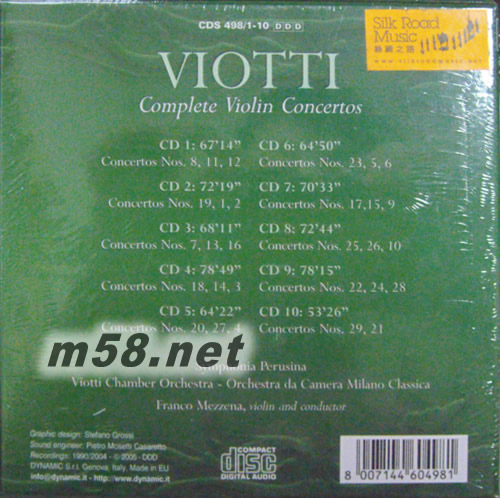 CDS 498/1-10 DDD
Silk Road
Music
絲綢之路
www.silkroadmusic
VIOTTI
Complete Violin Concertos
CD 1: 67'14"
Concertos Nos. 8, 11, 12
CD 2: 72'19"
Concertos Nos. 19, 1, 2
CD 3: 68'11"
Concertos Nos. 7, 13, 16
CD 4: 78'49"
Concertos Nos. 18, 14, 3
CD 5: 64'22"
Concertos Nos. 20, 27, 4
CD 6: 64'50"
Concertos Nos. 23, 5, 6
CD 7: 70'33"
Concertos Nos. 17,15, 9
CD 8: 72'44"
Concertos Nos. 25, 26, 10
CD 9: 78'15"
Concertos Nos. 22, 24, 28
CD 10: 53'26"
Concertos Nos. 29, 21
m58.net
Symphonia Perusina
Viotti Chamber Orchestra - Orchestra da Camera Milano Classica
Franco Mezzena, violin and conductor
Graphic design: Stefano Grossi
Sound engineer: Pietro Mosetti Casaretto
Recordings: 1990/2004 - ℗ 2005 - DDD
DYNAMIC S.r.l. Genova, Italy, Made in EU
info@dynamic.it - http://www.dynamic.it
COMPACT
disc
DIGITAL AUDIO
8 007144 604981